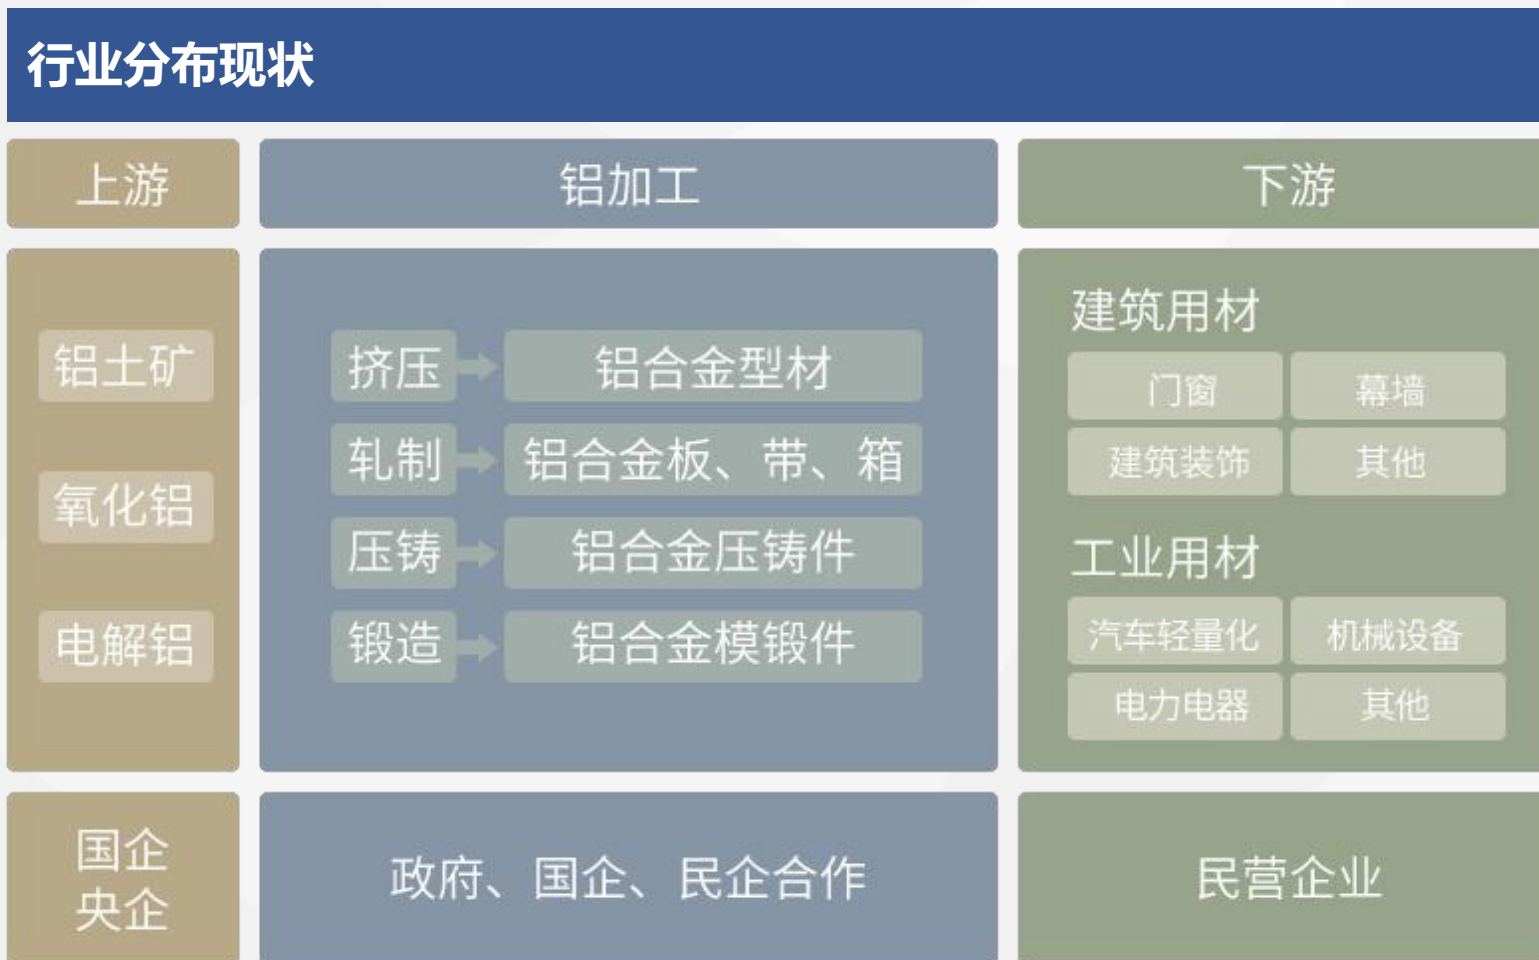 行业分布现状
上游
铝加工
下游
铝土矿
氧化铝
电解铝
挤压
铝合金型材
轧制
铝合金板、带、箱
压铸
铝合金压铸件
锻造
铝合金模锻件
建筑用材
门窗
幕墙
建筑装饰
其他
工业用材
汽车轻量化
机械设备
电力电器
其他
国企
央企
政府、国企、民企合作
民营企业